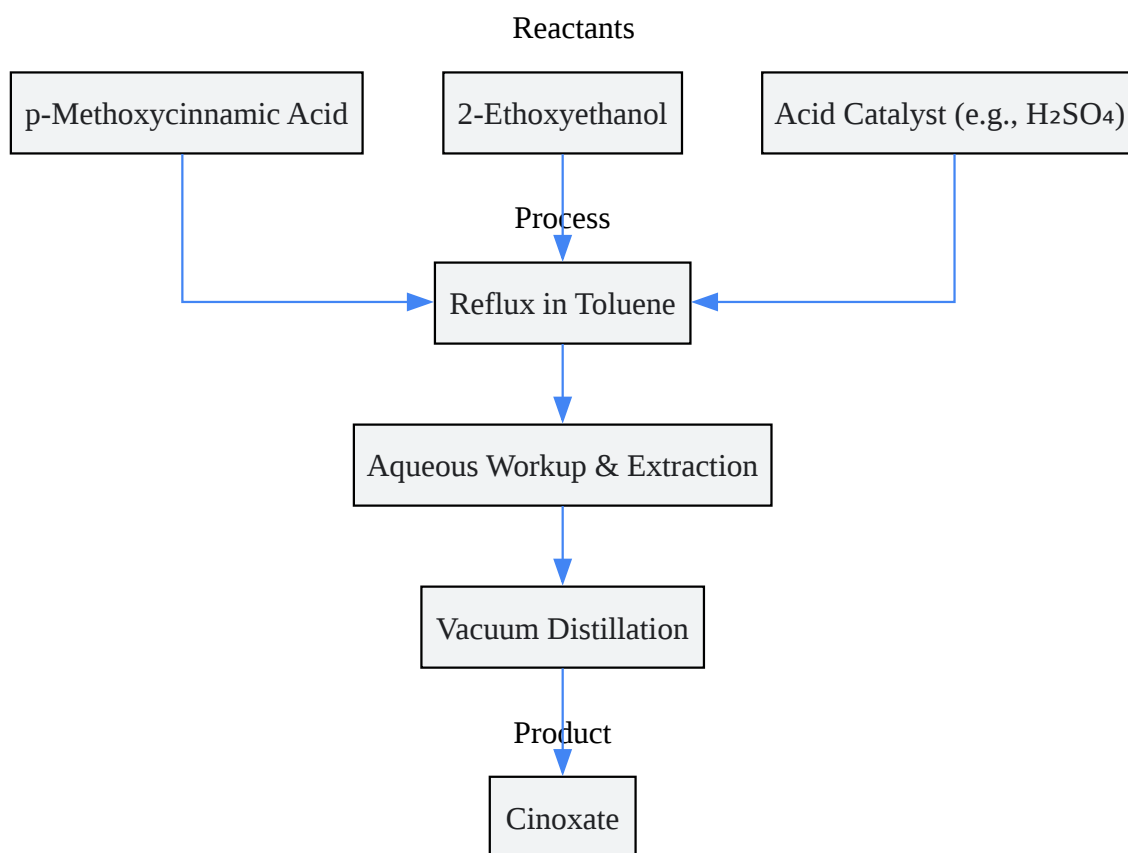 Reactants
p-Methoxycinnamic Acid
2-Ethoxyethanol
Acid Catalyst (e.g., H₂SO₄)
Process
Reflux in Toluene
Aqueous Workup & Extraction
Vacuum Distillation
Product
Cinoxate